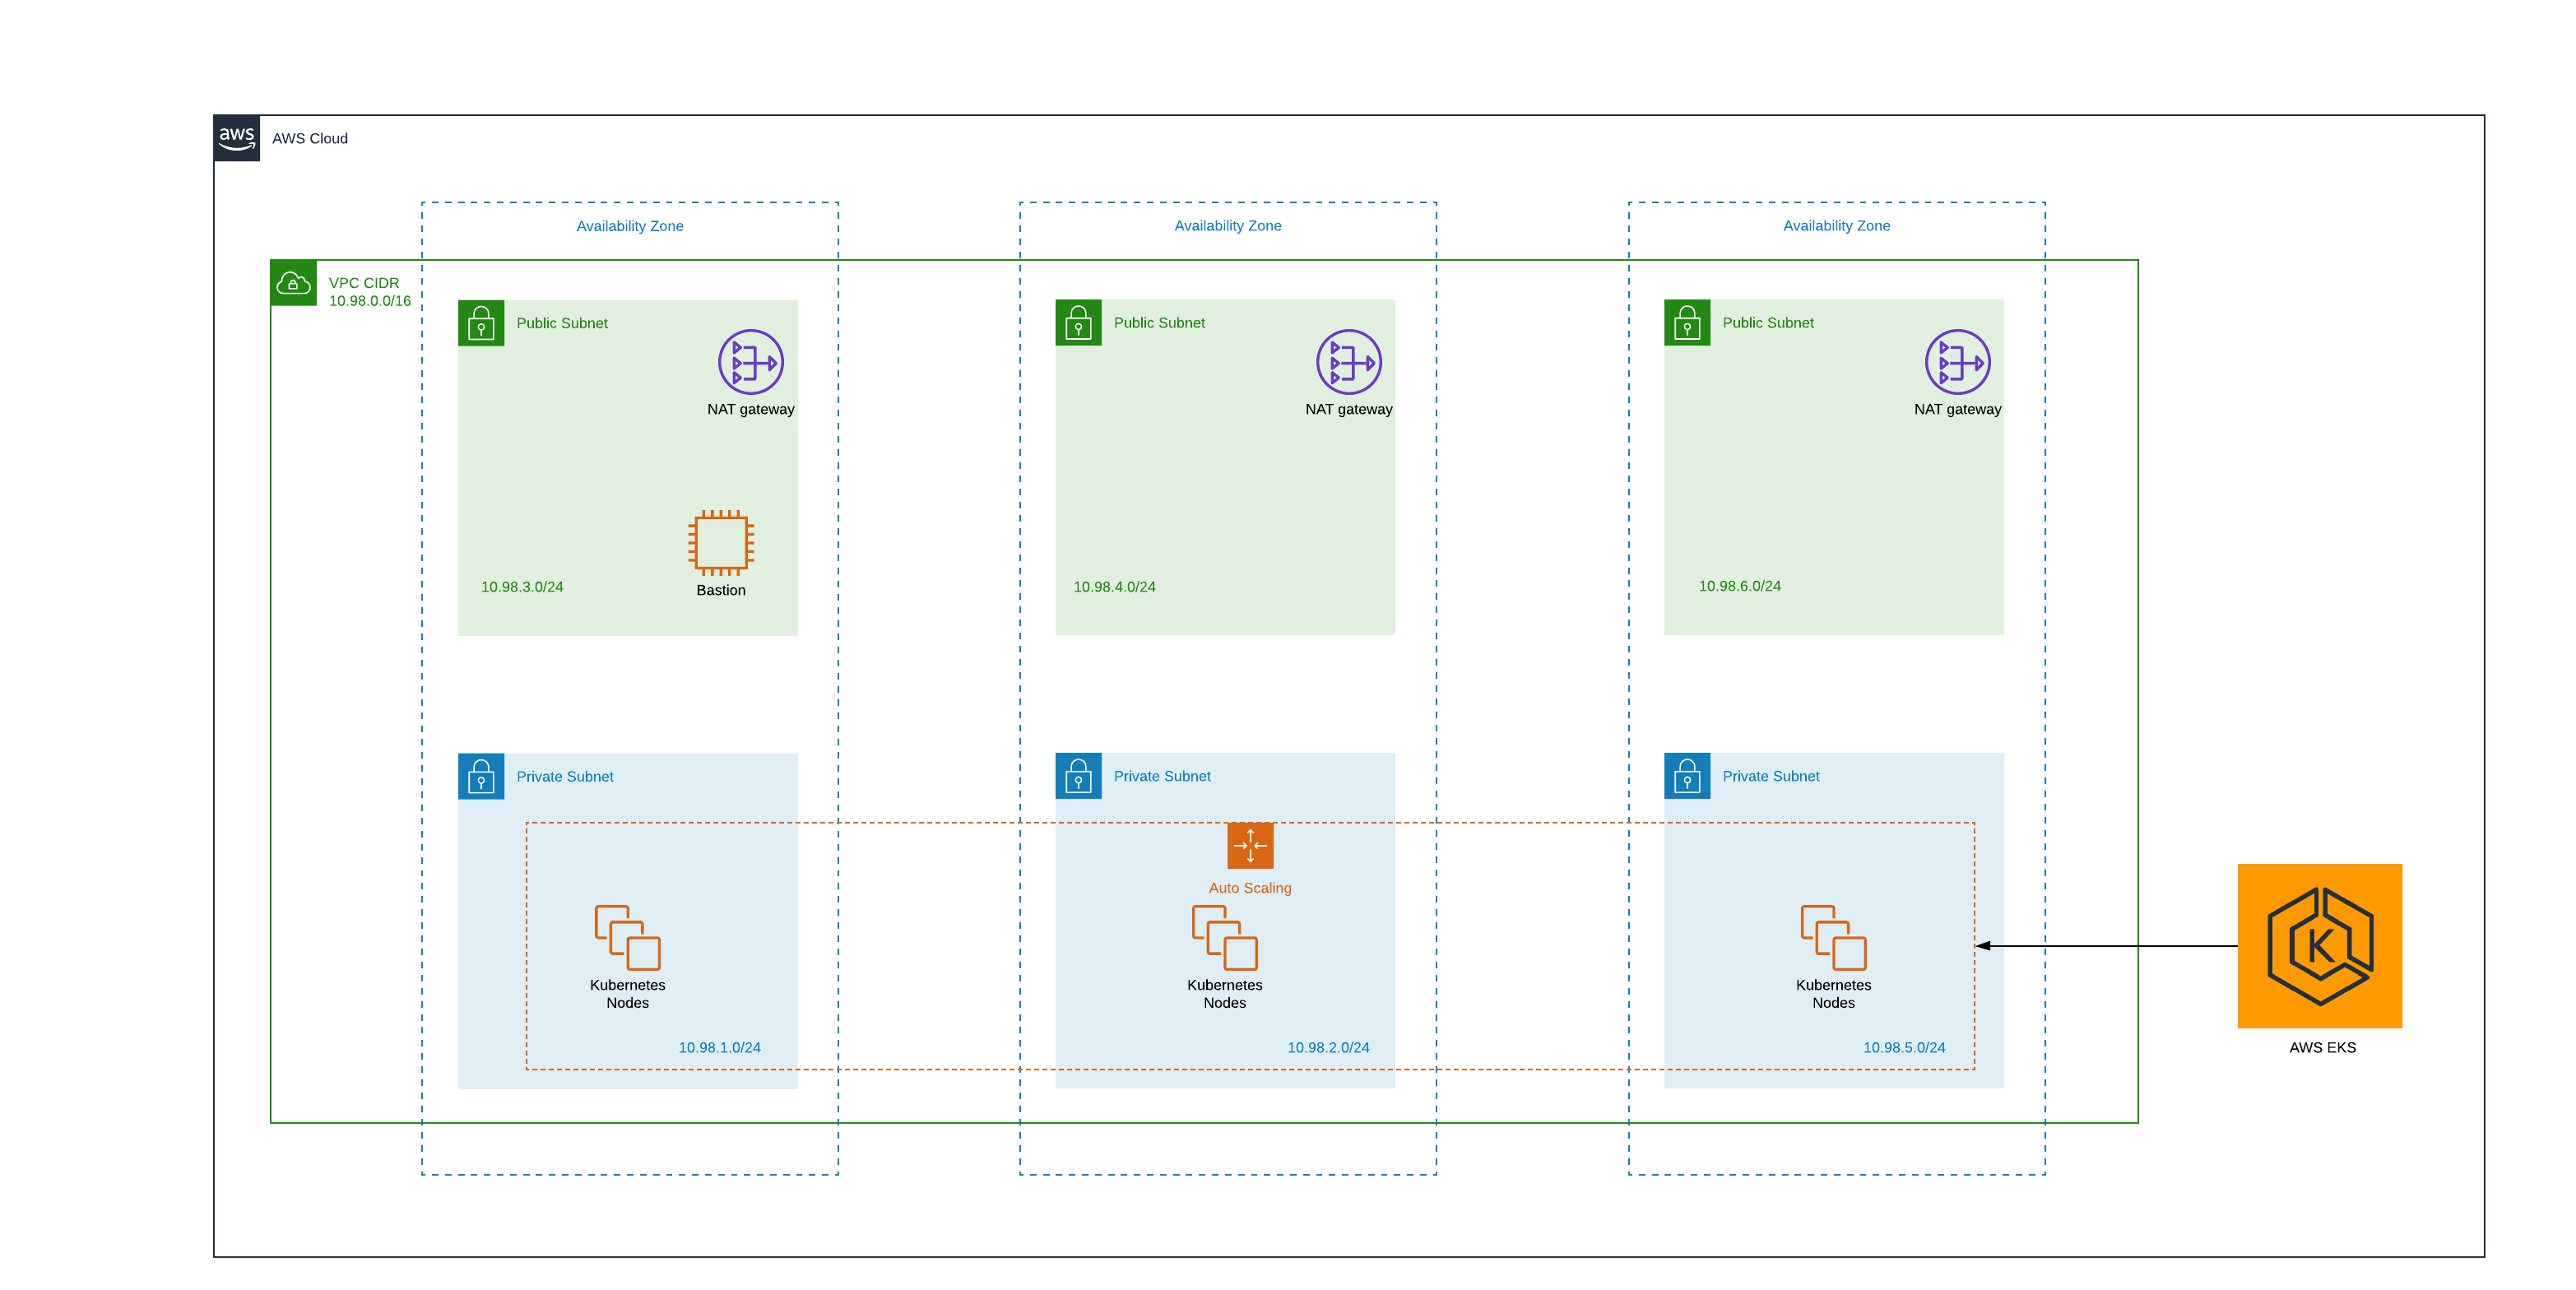 aws
AWS Cloud
Availability Zone
Availability Zone
Availability Zone
VPC CIDR
10.98.0.0/16
Public Subnet
NAT gateway
Bastion
10.98.3.0/24
Public Subnet
NAT gateway
10.98.4.0/24
Public Subnet
NAT gateway
10.98.6.0/24
Private Subnet
Kubernetes
Nodes
10.98.1.0/24
Private Subnet
Auto Scaling
Kubernetes
Nodes
10.98.2.0/24
Private Subnet
Kubernetes
Nodes
10.98.5.0/24
K
AWS EKS